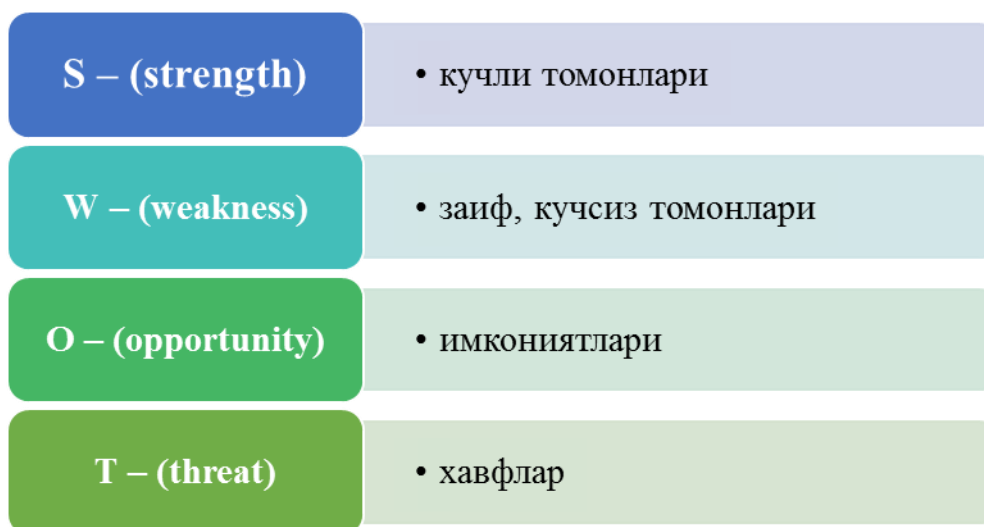 S – (strength)
• кучли томонлари
W – (weakness)
• заиф, кучсиз томонлари
O – (opportunity)
• имкониятлари
T – (threat)
• хавфлар